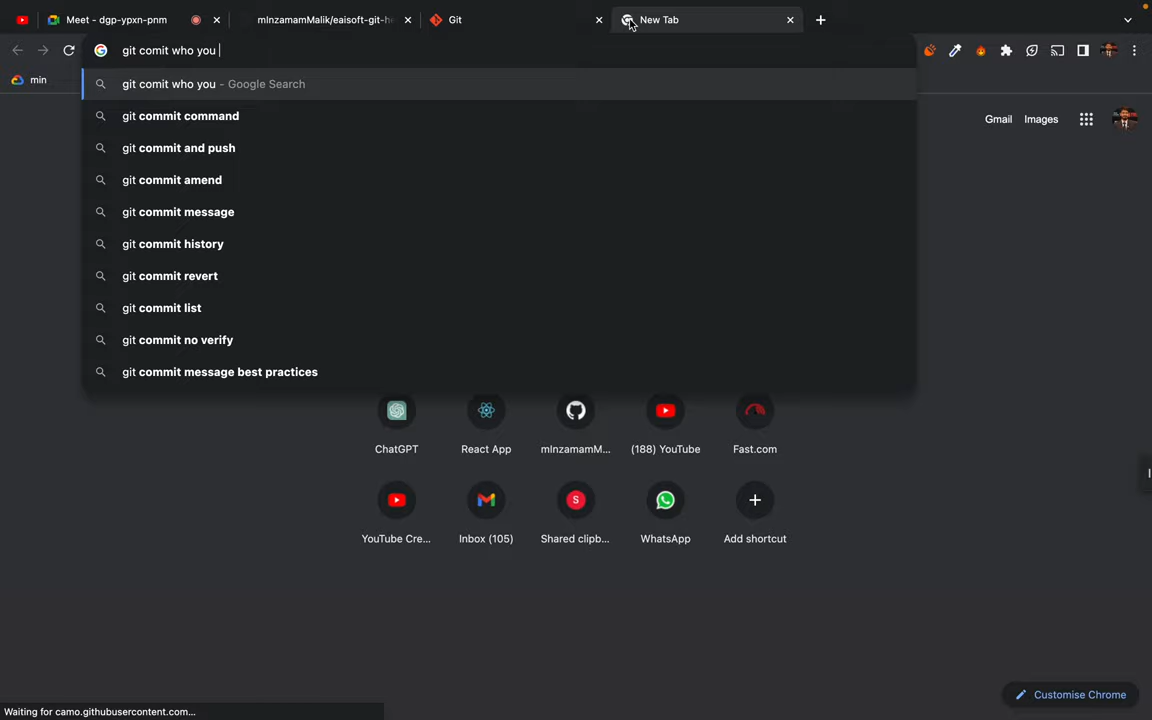 Meet - dgp-ypxn-pnm
mInzamamMalik/eaisoft-git-he
Git
New Tab
git comit who you
min
git comit who you - Google Search
git commit command
git commit and push
git commit amend
git commit message
git commit history
git commit revert
git commit list
git commit no verify
git commit message best practices
Gmail
Images
ChatGPT
React App
mInzamamM...
(188) YouTube
Fast.com
S
YouTube Cre...
Inbox (105)
Shared clipb...
WhatsApp
Add shortcut
Customise Chrome
Waiting for camo.githubusercontent.com...